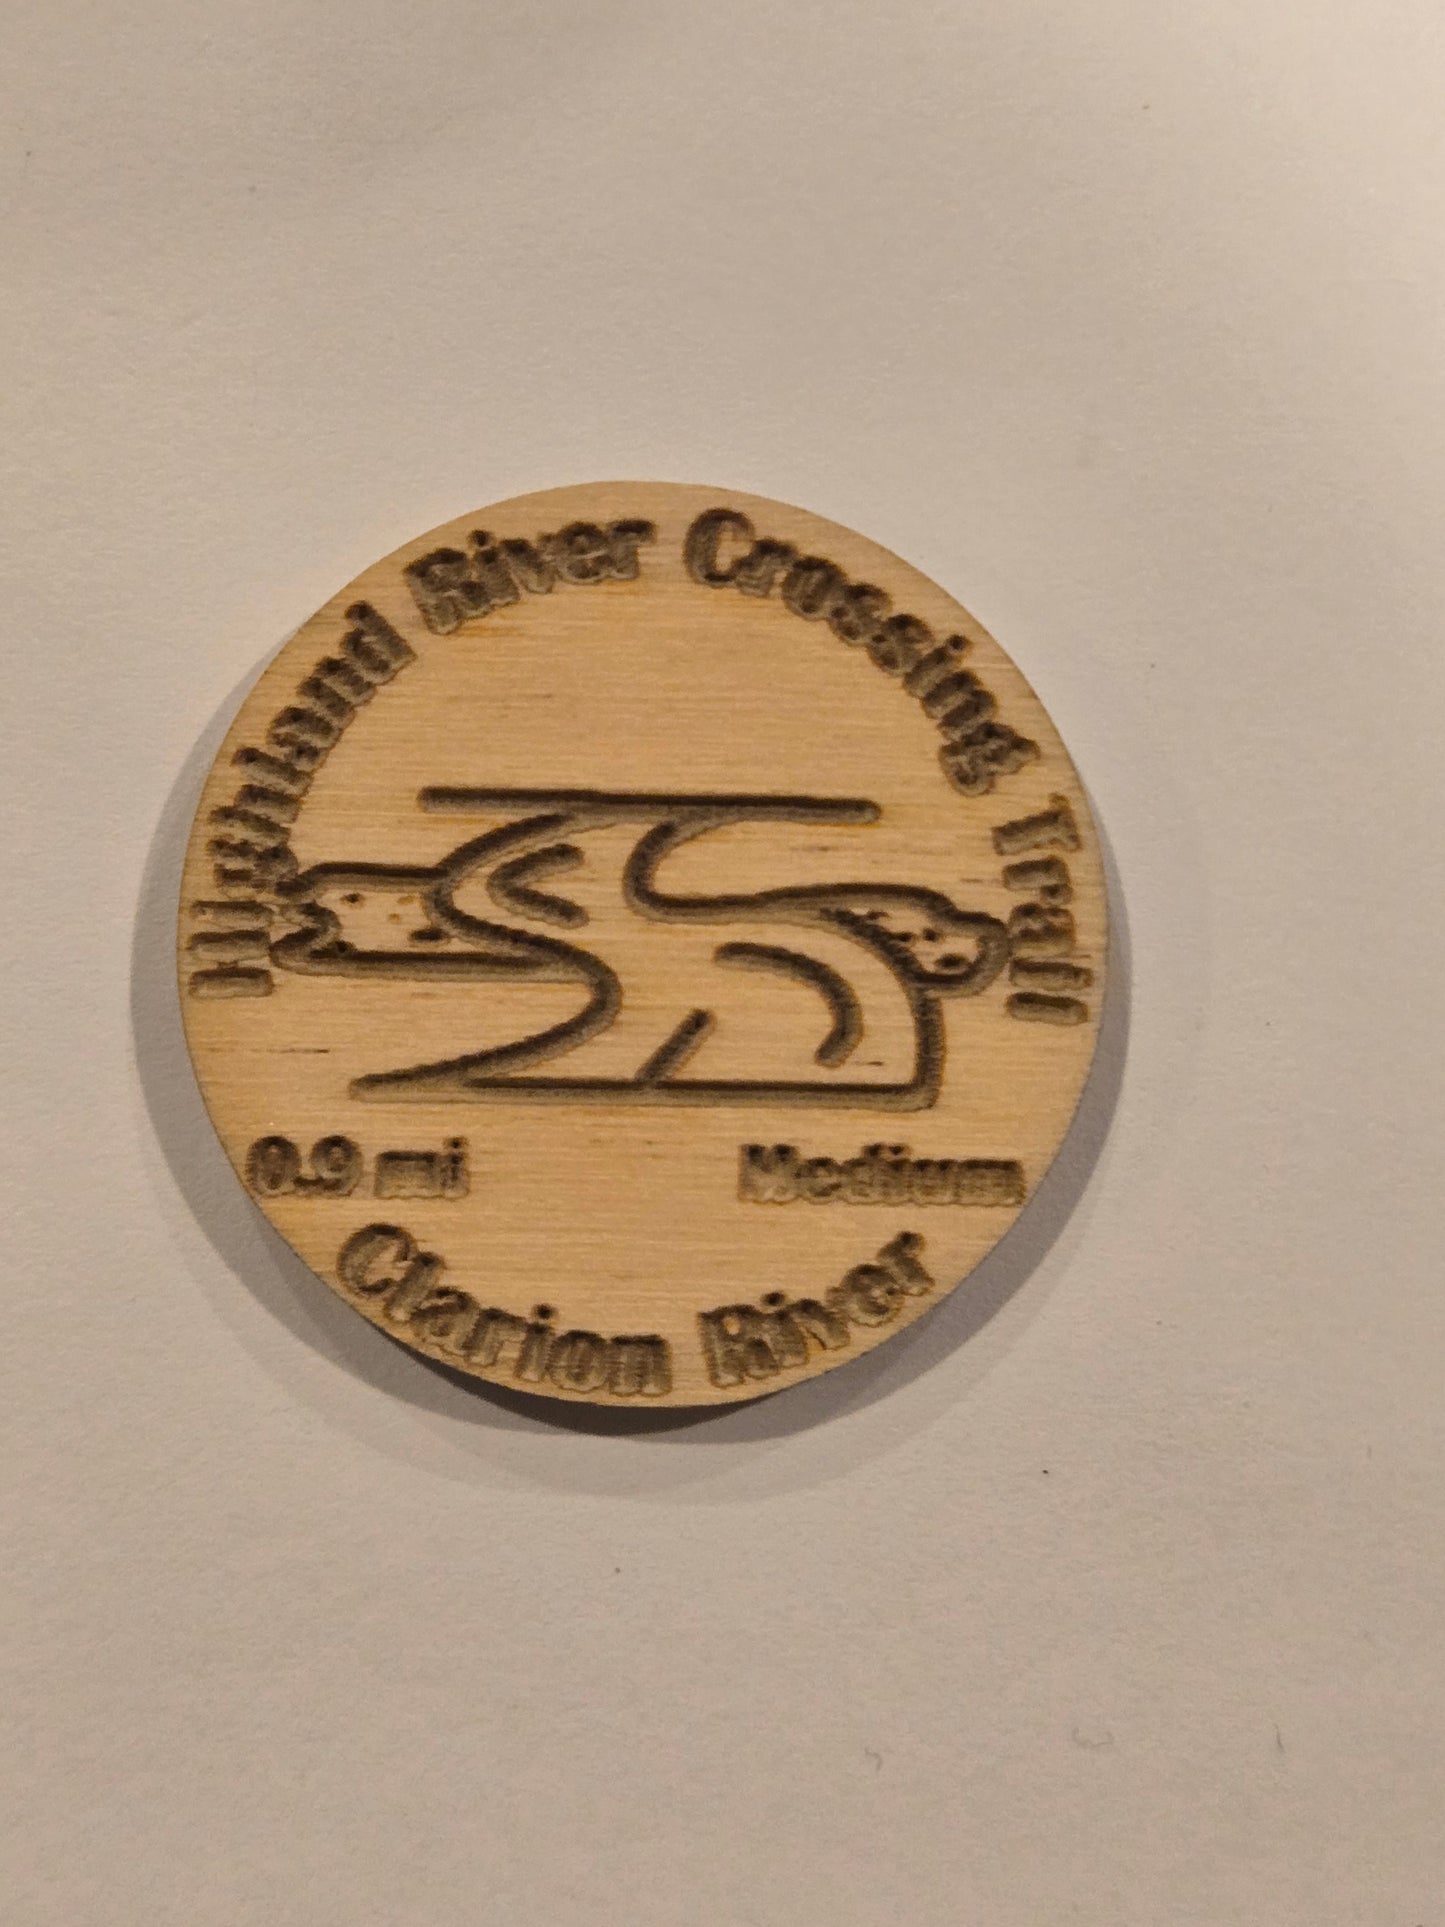 Highland River Crossing Trail
0.9 mi
Medium
Clarion River